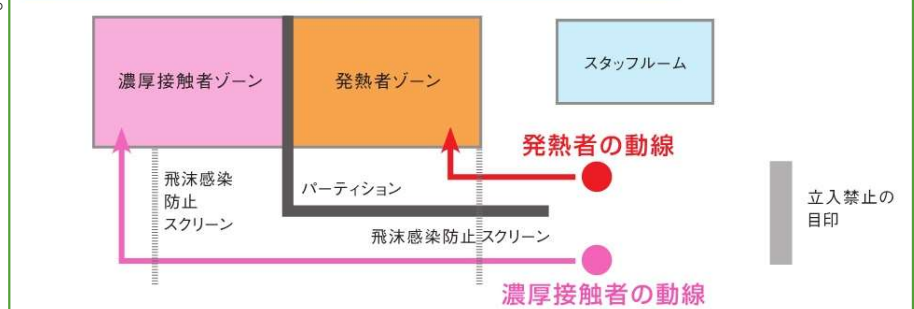 。
濃厚接触者ゾーン
発熱者ゾーン
スタッフルーム
発熱者の動線
飛沫感染
防止
スクリーン
パーティション
立入禁止の
目印
飛沫感染防止スクリーン
濃厚接触者の動線